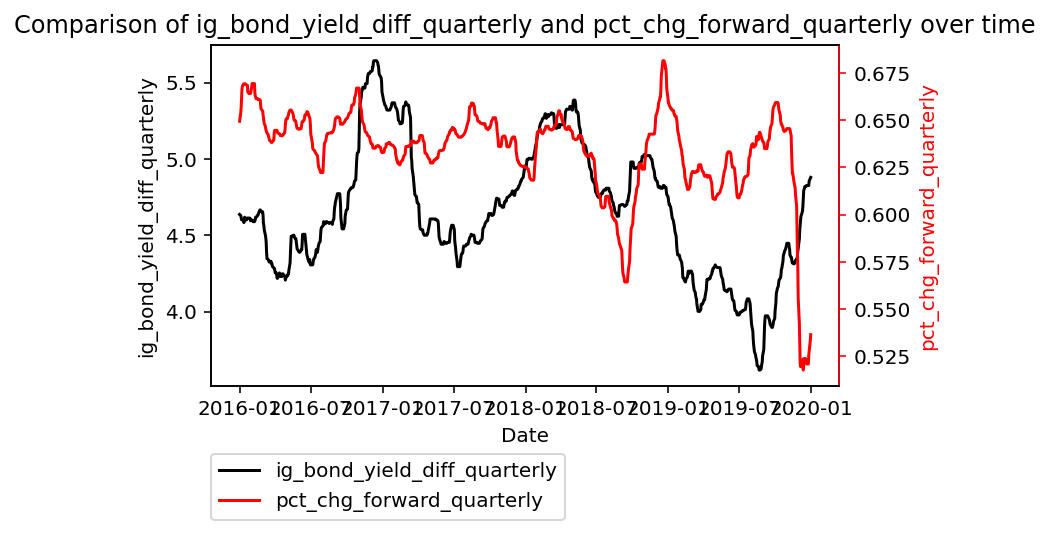 Comparison of ig_bond_yield_diff_quarterly and pct_chg_forward_quarterly over time
ig_bond_yield_diff_quarterly
5.5
5.0
4.5
4.0
0.675
0.650
0.625
0.600
0.575
0.550
0.525
pct_chg_forward_quarterly
2016-01 2016-07 2017-01 2017-07 2018-01 2018-07 2019-01 2019-07 2020-01
Date
ig_bond_yield_diff_quarterly
pct_chg_forward_quarterly